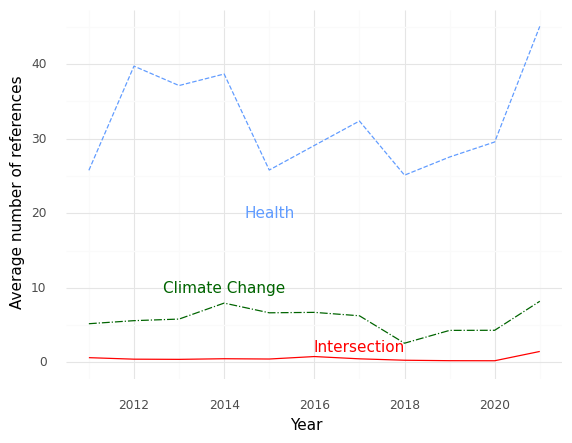 Average number of references
40
30
20
10
0
Health
Climate Change
Intersection
2012 2014 2016 2018 2020
Year